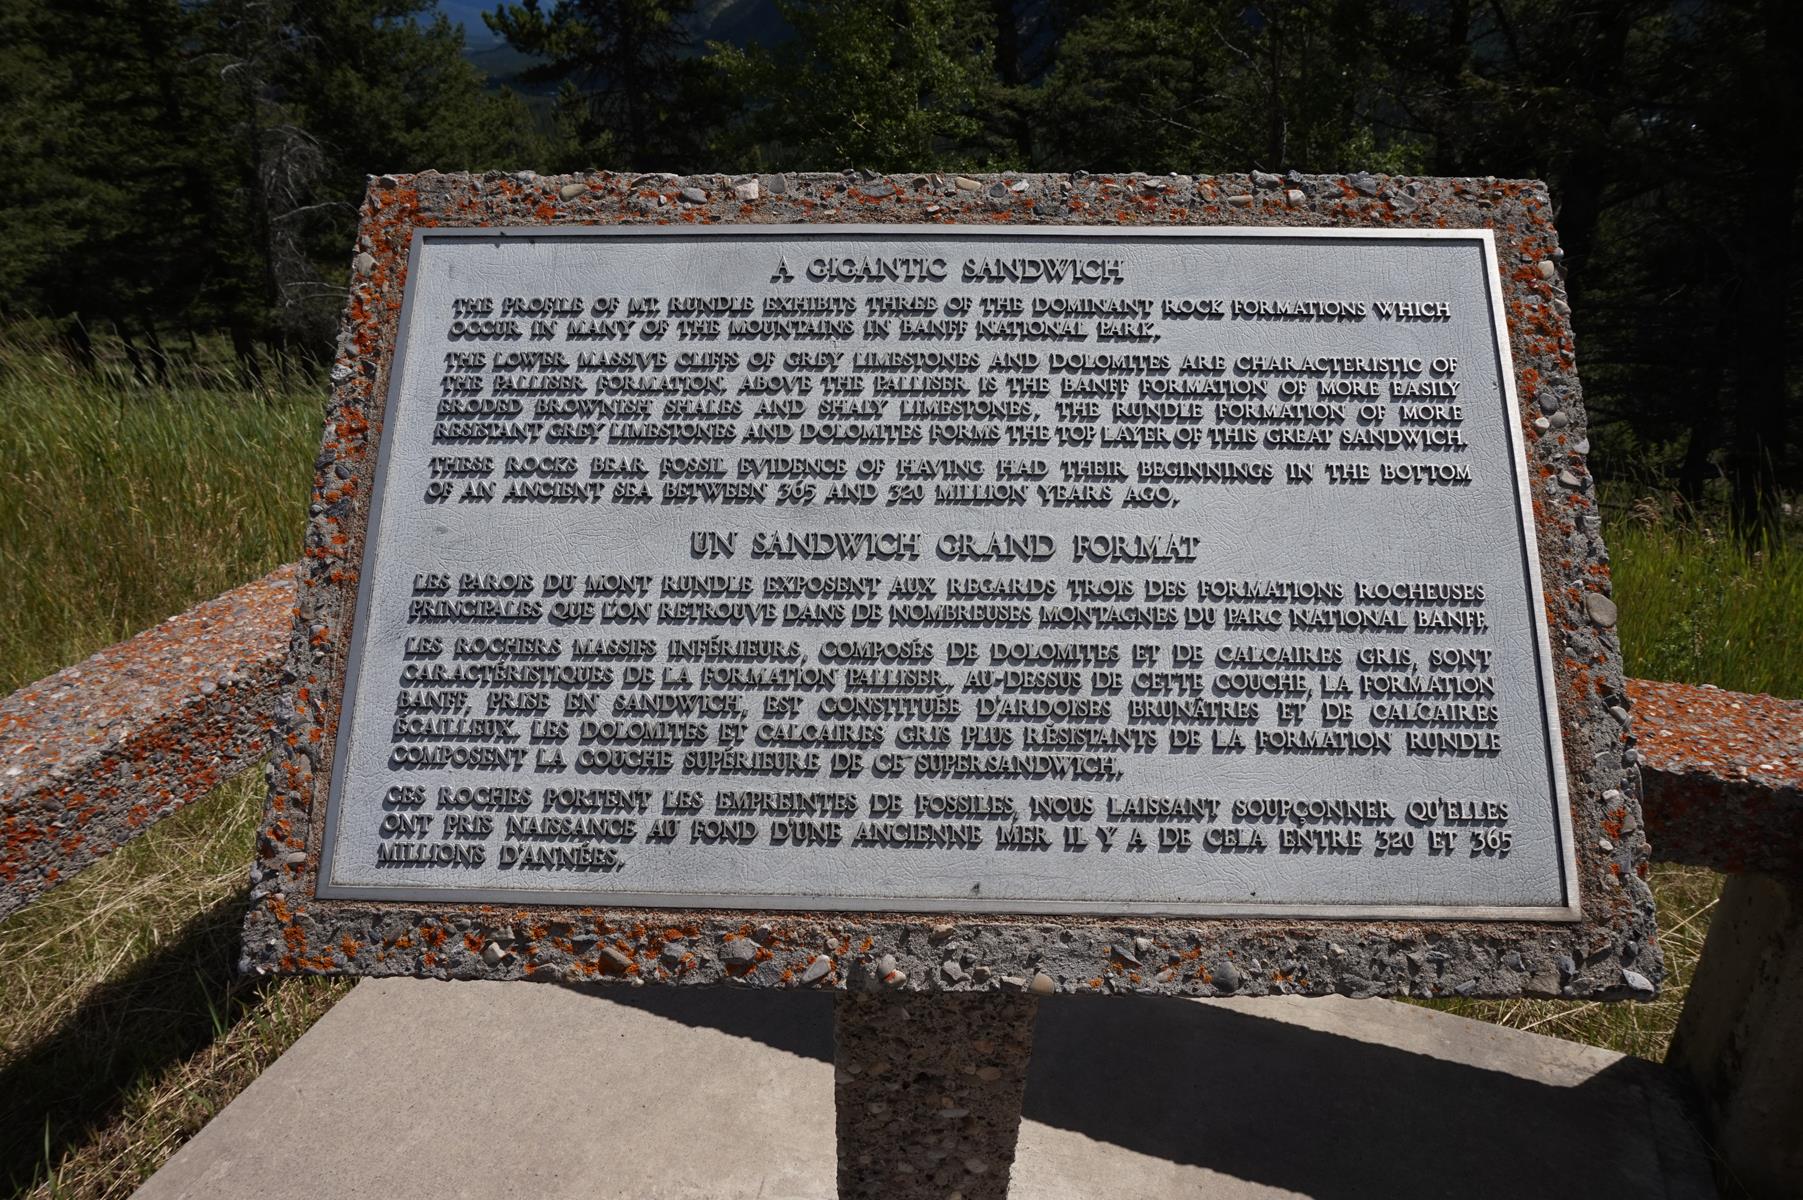 A GIGANTIC SANDWICH
THE PROFILE OF MT. RUNDLE EXHIBITS THREE OF THE DOMINANT ROCK FORMATIONS WHICH
OCCUR IN MANY OF THE MOUNTAINS IN BANFF NATIONAL PARK.
THE LOWER MASSIVE CLIFFS OF GREY LIMESTONES AND DOLOMITES ARE CHARACTERISTIC OF
THE PALLISER FORMATION. ABOVE THE PALLISER IS THE BANFF FORMATION OF MORE EASILY
ERODED BROWNISH SHALES AND SHALY LIMESTONES. THE RUNDLE FORMATION OF MORE
RESISTANT GREY LIMESTONES AND DOLOMITES FORMS THE TOP LAYER OF THIS GREAT SANDWICH.
THESE ROCKS BEAR FOSSIL EVIDENCE OF HAVING HAD THEIR BEGINNINGS IN THE BOTTOM
OF AN ANCIENT SEA BETWEEN 365 AND 320 MILLION YEARS AGO.
UN SANDWICH GRAND FORMAT
LES PAROIS DU MONT RUNDLE EXPOSENT AUX REGARDS TROIS DES FORMATIONS ROCHEUSES
PRINCIPALES QUE L'ON RETROUVE DANS DE NOMBREUSES MONTAGNES DU PARC NATIONAL BANFF.
LES ROCHERS MASSIFS INFÉRIEURS, COMPOSÉS DE DOLOMITES ET DE CALCAIRES GRIS, SONT
CARACTÉRISTIQUES DE LA FORMATION PALLISER. AU-DESSUS DE CETTE COUCHE, LA FORMATION
BANFF, PRISE EN SANDWICH, EST CONSTITUÉE D'ARDOISES BRUNÂTRES ET DE CALCAIRES
ÉCAILLEUX. LES DOLOMITES ET CALCAIRES GRIS PLUS RÉSISTANTS DE LA FORMATION RUNDLE
COMPOSENT LA COUCHE SUPÉRIEURE DE CE SUPERSANDWICH.
CES ROCHES PORTENT LES EMPREINTES DE FOSSILES, NOUS LAISSANT SOUPÇONNER QU'ELLES
ONT PRIS NAISSANCE AU FOND D'UNE ANCIENNE MER IL Y A DE CELA ENTRE 320 ET 365
MILLIONS D'ANNÉES.